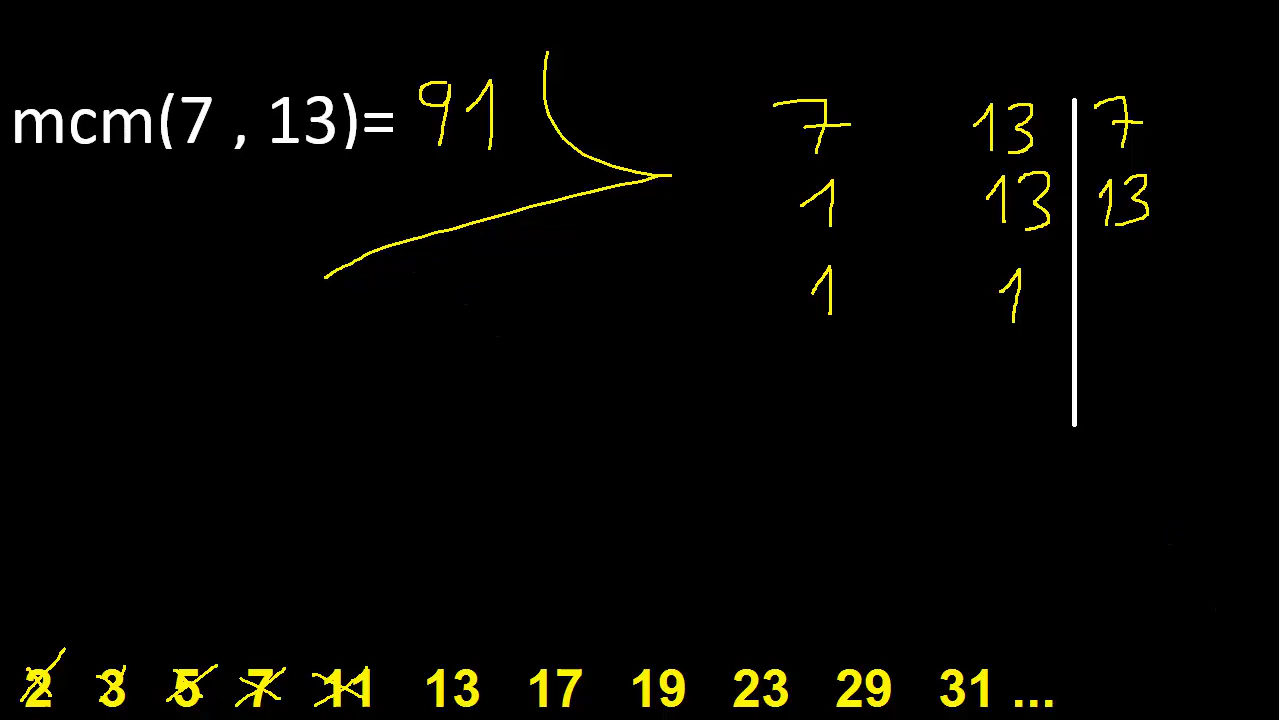 mcm(7 , 13)= 91
7 13 7
1 13 13
1 1
2 3 5 7 11 13 17 19 23 29 31 ...